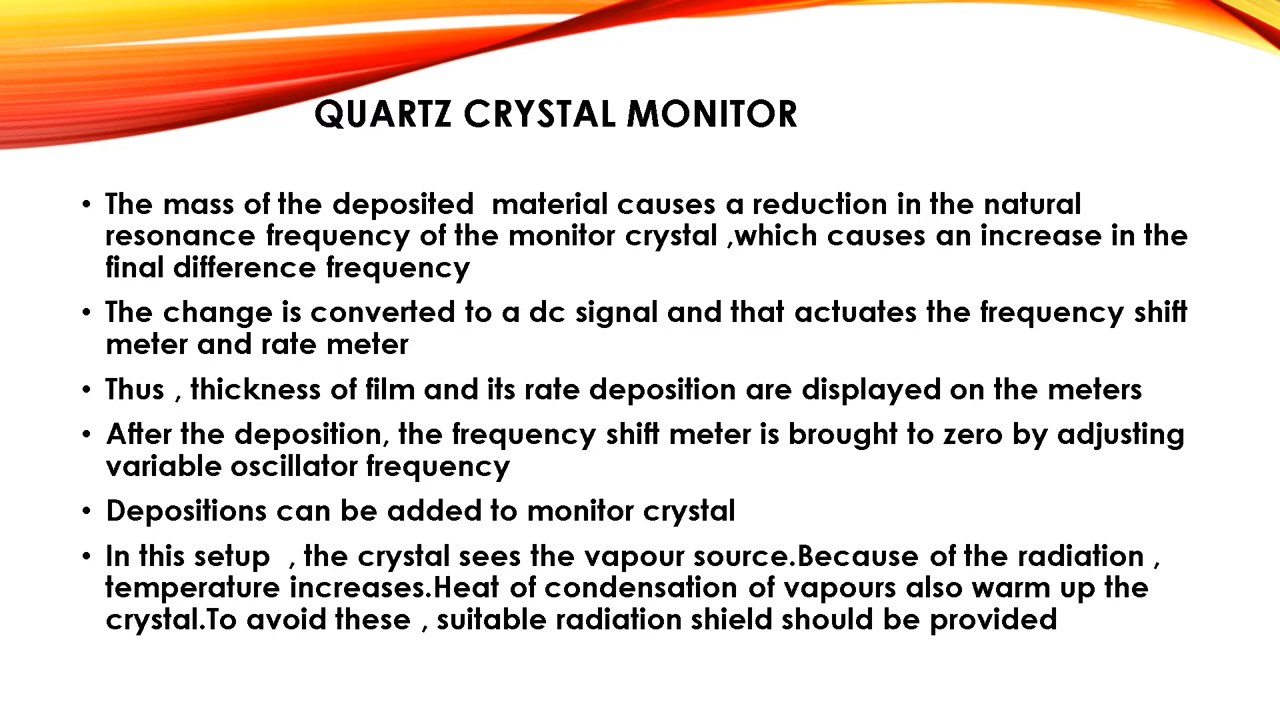 QUARTZ CRYSTAL MONITOR
• The mass of the deposited  material causes a reduction in the natural
resonance frequency of the monitor crystal ,which causes an increase in the
final difference frequency
• The change is converted to a dc signal and that actuates the frequency shift
meter and rate meter
• Thus , thickness of film and its rate deposition are displayed on the meters
• After the deposition, the frequency shift meter is brought to zero by adjusting
variable oscillator frequency
• Depositions can be added to monitor crystal
• In this setup  , the crystal sees the vapour source.Because of the radiation ,
temperature increases.Heat of condensation of vapours also warm up the
crystal.To avoid these , suitable radiation shield should be provided